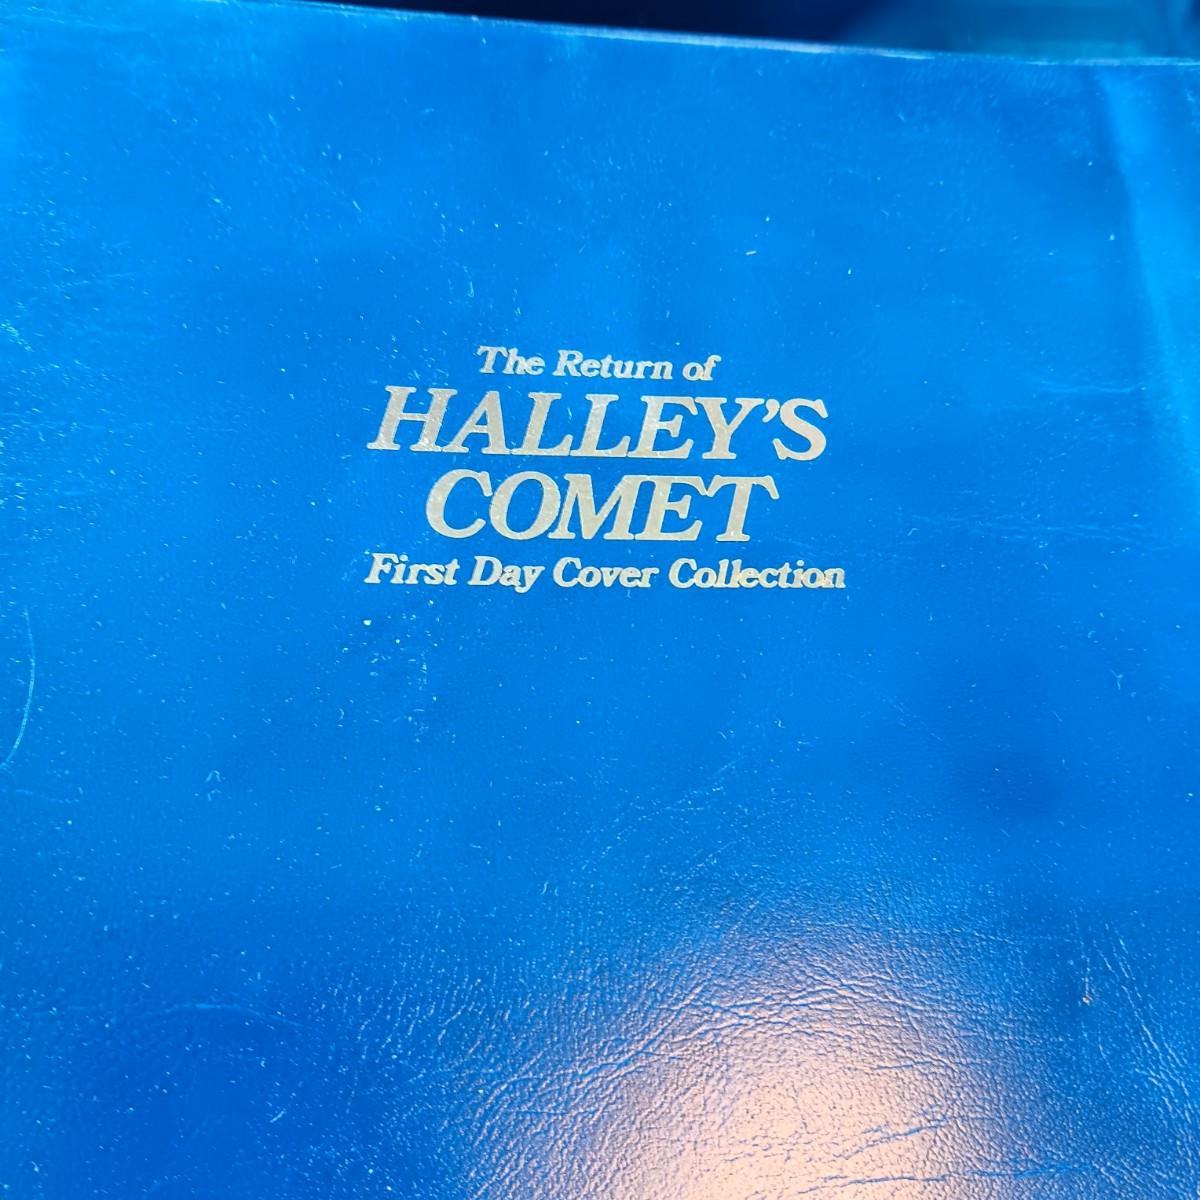 The Return of
HALLEY'S
COMET
First Day Cover Collection